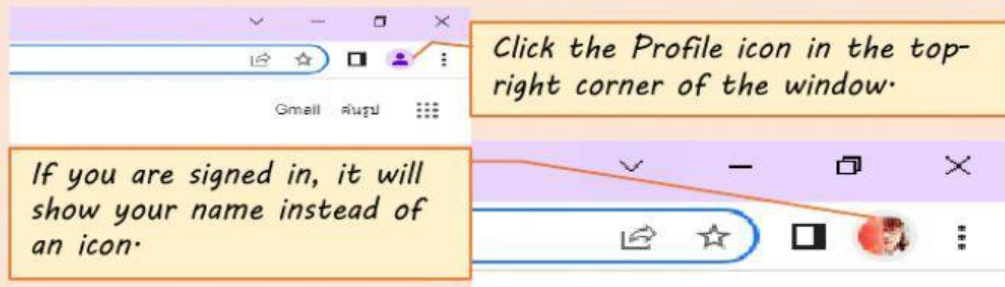 Click the Profile icon in the top-
right corner of the window.
Gmail ค้นรูป
If you are signed in, it will
show your name instead of
an icon.